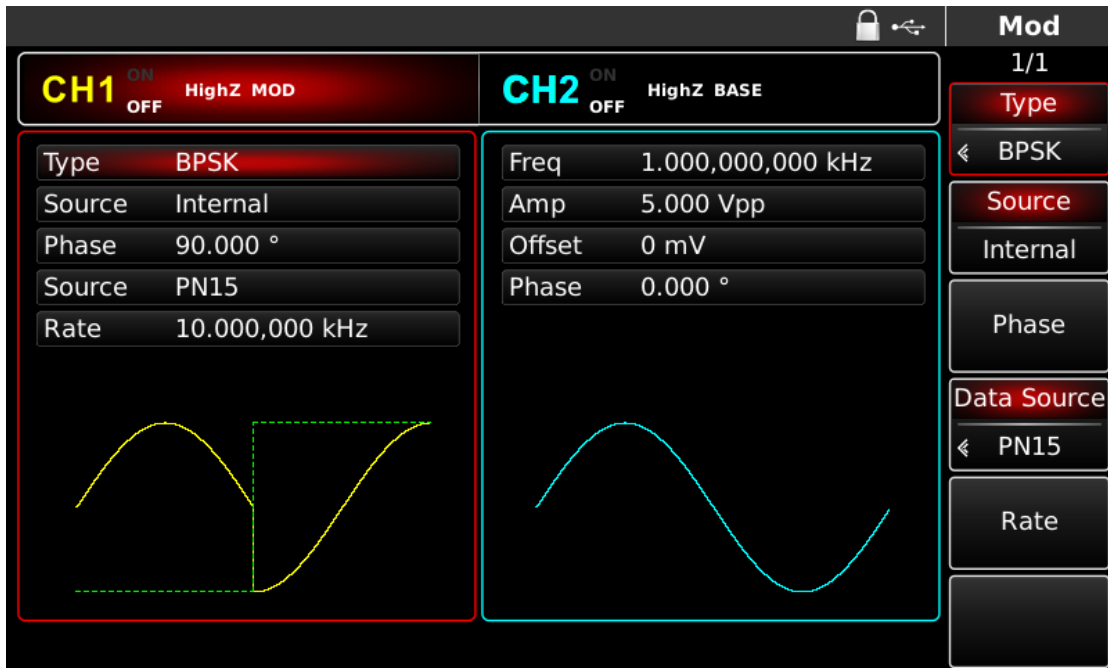 Mod
1/1
CH1 ON OFF HighZ MOD
CH2 ON OFF HighZ BASE
Type BPSK
Source Internal
Phase 90.000 °
Source PN15
Rate 10.000,000 kHz
Freq 1.000,000,000 kHz
Amp 5.000 Vpp
Offset 0 mV
Phase 0.000 °
Type
BPSK
Source
Internal
Phase
Data Source
PN15
Rate